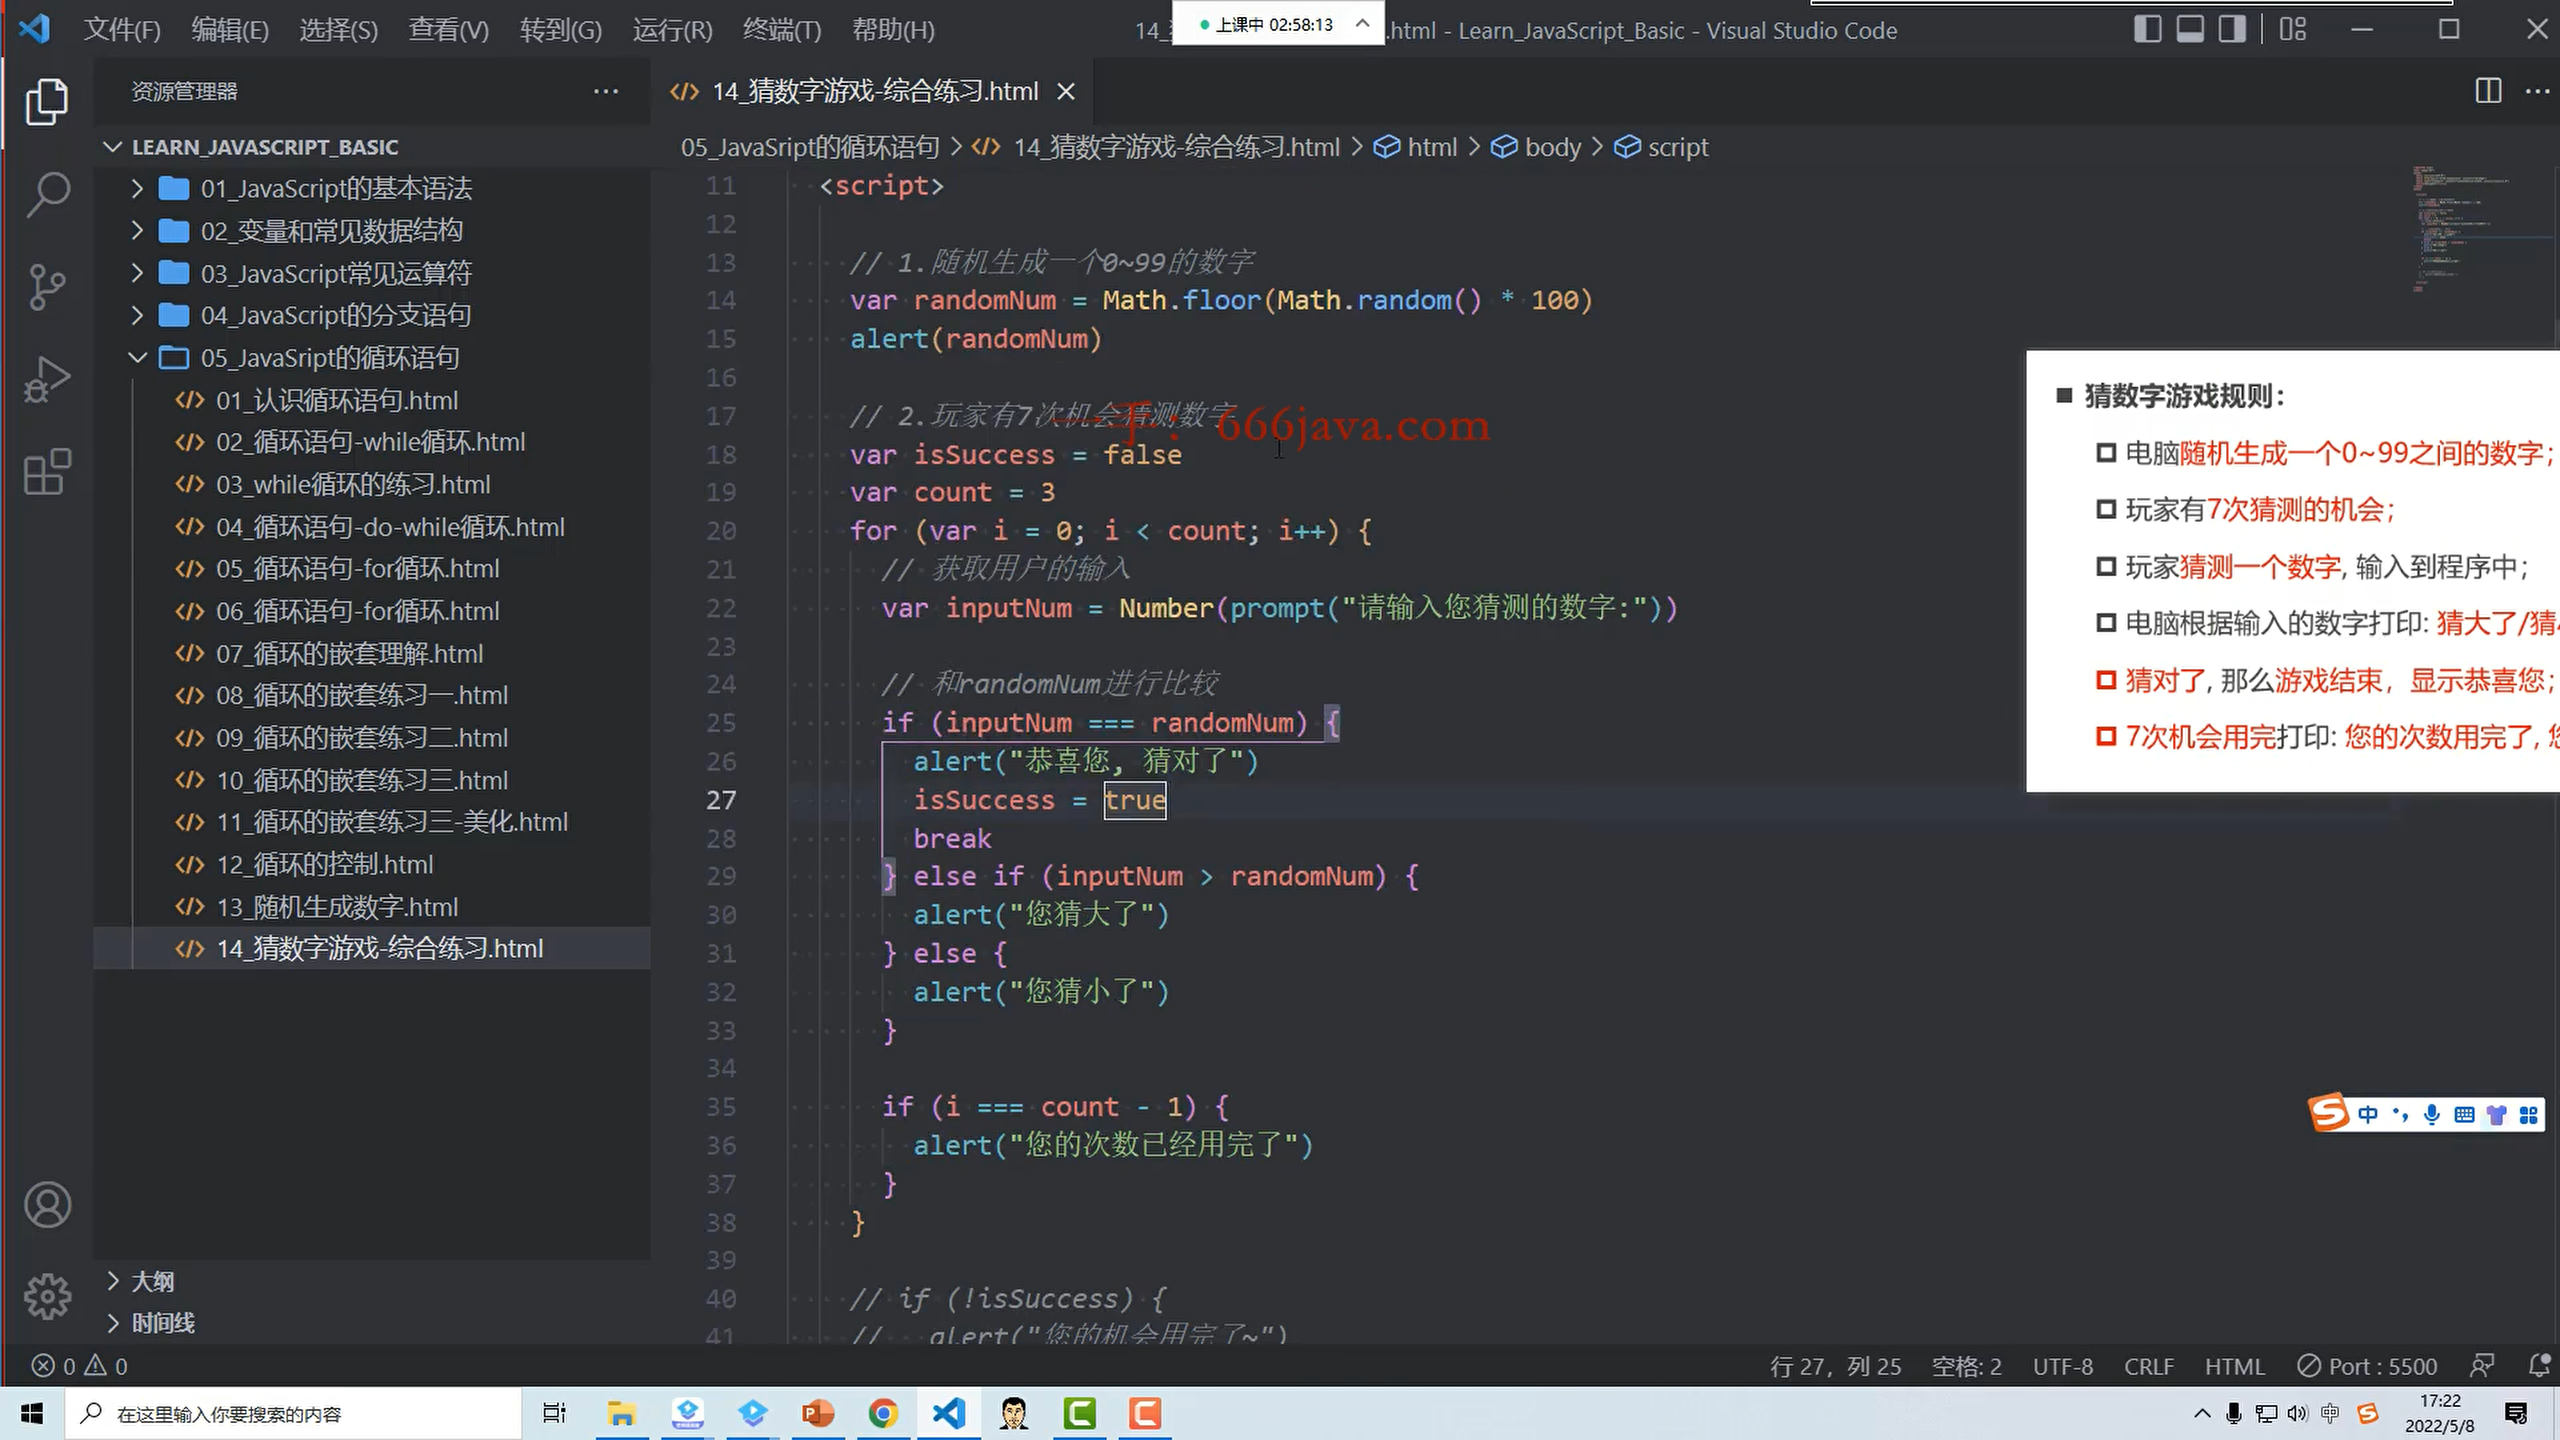 文件(F) 编辑(E) 选择(S) 查看(V) 转到(G) 运行(R) 终端(T) 帮助(H)
上课中 02:58:13
.html - Learn_JavaScript_Basic - Visual Studio Code
资源管理器
14_猜数字游戏-综合练习.html
LEARN_JAVASCRIPT_BASIC
05_JavaSript的循环语句 > 14_猜数字游戏-综合练习.html > html > body > script
01_JavaScript的基本语法
02_变量和常见数据结构
03_JavaScript常见运算符
04_JavaScript的分支语句
05_JavaSript的循环语句
01_认识循环语句.html
02_循环语句-while循环.html
03_while循环的练习.html
04_循环语句-do-while循环.html
05_循环语句-for循环.html
06_循环语句-for循环.html
07_循环的嵌套理解.html
08_循环的嵌套练习一.html
09_循环的嵌套练习二.html
10_循环的嵌套练习三.html
11_循环的嵌套练习三-美化.html
12_循环的控制.html
13_随机生成数字.html
14_猜数字游戏-综合练习.html
大纲
时间线
11 <script>
12
13 // 1.随机生成一个0~99的数字
14 var randomNum = Math.floor(Math.random() * 100)
15 alert(randomNum)
16
17 // 2.玩家有7次机会猜测数字
18 var isSuccess = false
19 var count = 3
20 for (var i = 0; i < count; i++) {
21 // 获取用户的输入
22 var inputNum = Number(prompt("请输入您猜测的数字:"))
23
24 // 和randomNum进行比较
25 if (inputNum === randomNum) {
26 alert("恭喜您, 猜对了")
27 isSuccess = true
28 break
29 } else if (inputNum > randomNum) {
30 alert("您猜大了")
31 } else {
32 alert("您猜小了")
33 }
34
35 if (i === count - 1) {
36 alert("您的次数已经用完了")
37 }
38 }
39
40 // if (!isSuccess) {
41 // alert("您的机会用完了~")
一手：666java.com
猜数字游戏规则：
电脑随机生成一个0~99之间的数字；
玩家有7次猜测的机会；
玩家猜测一个数字, 输入到程序中；
电脑根据输入的数字打印: 猜大了/猜
猜对了, 那么游戏结束，显示恭喜您；
7次机会用完打印: 您的次数用完了,
中
0 0
行 27，列 25 空格: 2 UTF-8 CRLF HTML Port : 5500
在这里输入你要搜索的内容
中
17:22
2022/5/8